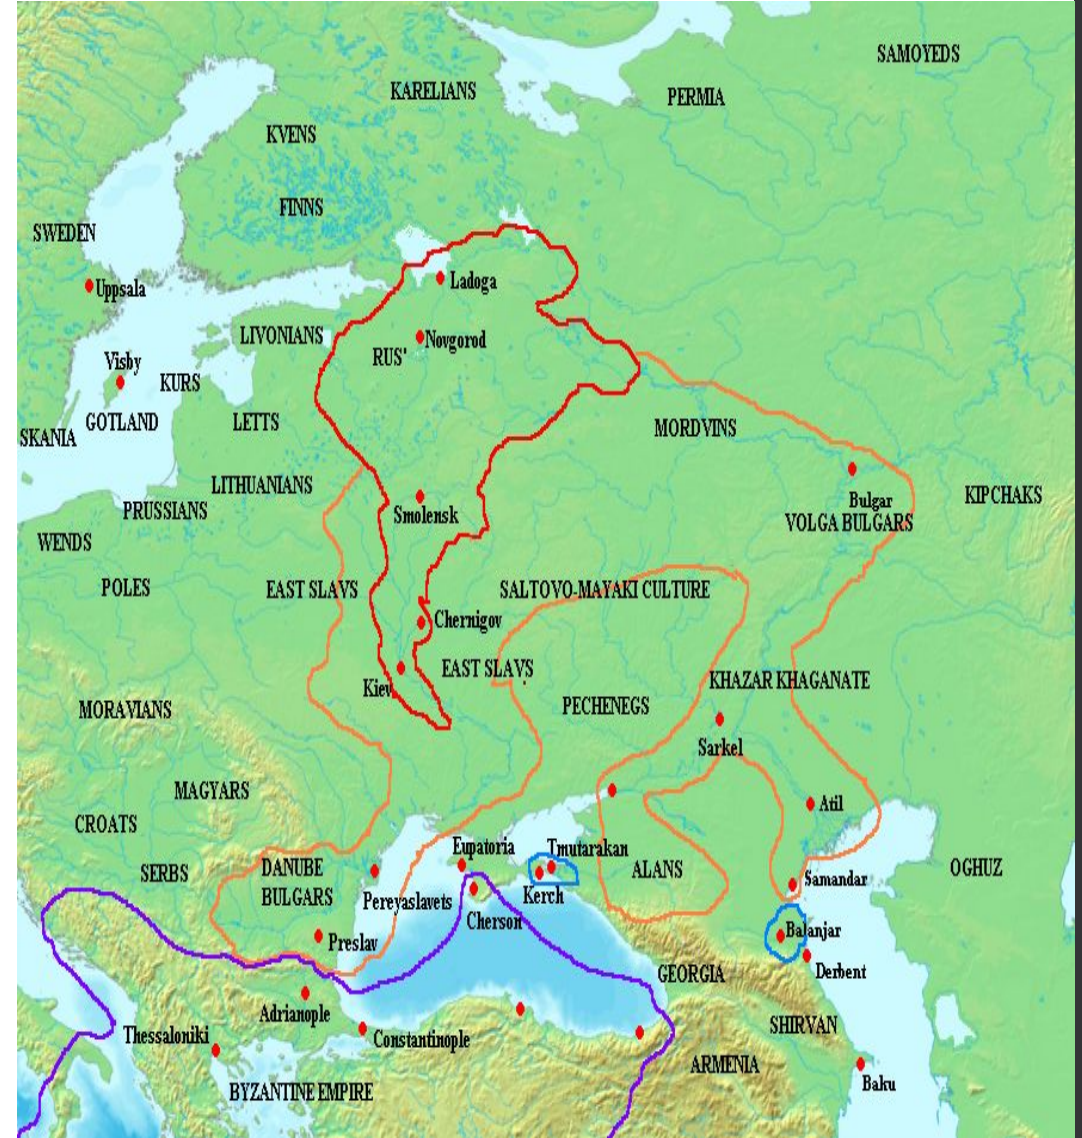 SAMOYEDS
KARELIANS
PERMIA
KVENS
FINNS
SWEDEN
Uppsala
Ladoga
LIVONIANS
Novgorod
RUS'
Visby
KURS
GOTLAND
LETTS
SKANIA
MORDVINS
LITHUANIANS
Bulgar
KIPCHAKS
PRUSSIANS
Smolensk
VOLGA BULGARS
WENDS
POLES
EAST SLAVS
SALTOVO-MAYAKI CULTURE
Chernigov
EAST SLAVS
KHAZAR KHAGANATE
Kiev
PECHENEGS
MORAVIANS
Sarkel
MAGYARS
Atil
CROATS
Eupatoria
Tmutarakan
SERBS
DANUBE
BULGARS
ALANS
OGHUZ
Samandar
Pereyaslavets
Kerch
Cherson
Balanjar
Preslav
Derbent
GEORGIA
Adrianople
SHIRVAN
Thessaloniki
Constantinople
ARMENIA
Baku
BYZANTINE EMPIRE